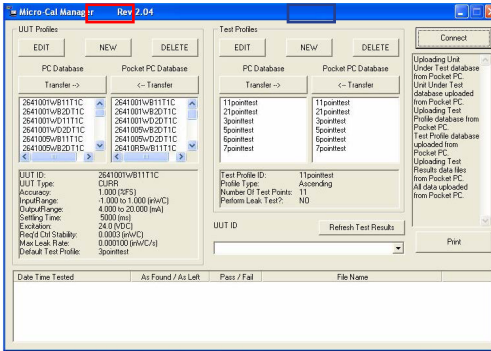 Micro-Cal Manager Rev 2.04
UUT Profiles
EDIT NEW DELETE
PC Database Pocket PC Database
Transfer --> <-- Transfer
2641001WB11T1C 2641001WB11T1C
2641001WB2DT1C 2641001WB2DT1C
2641001WD11T1C 2641001WD2DT1C
2641001WD2DT1C 2641005WB11T1C
2641005WB11T1C 2641005WB2DT1C
2641005WB2DT1C 26410R5WB11T1C
UUT ID: 2641001WB11T1C
UUT Type: CURR
Accuracy: 1.000 (%FS)
InputRange: -1.000 to 1.000 (inWC)
OutputRange: 4.000 to 20.000 (mA)
Settling Time: 5000 (ms)
Excitation: 24.0 (VDC)
Req'd Ctrl Stability: 0.0003 (inWC)
Max Leak Rate: 0.000100 (inWC/s)
Default Test Profile: 3pointtest
Test Profiles
EDIT NEW DELETE
PC Database Pocket PC Database
Transfer --> <-- Transfer
11pointtest 11pointtest
21pointtest 21pointtest
3pointtest 3pointtest
5pointtest 5pointtest
6pointtest 6pointtest
7pointtest 7pointtest
Test Profile ID: 11pointtest
Profile Type: Ascending
Number Of Test Points: 11
Perform Leak Test?: NO
UUT ID Refresh Test Results
Connect
Uploading Unit
Under Test database
from Pocket PC.
Unit Under Test
database uploaded
from Pocket PC.
Uploading Test
Profile database from
Pocket PC.
Test Profile database
uploaded from
Pocket PC.
Uploading Test
Results data files
from Pocket PC.
All data uploaded
from Pocket PC.
Print
Date Time Tested As Found / As Left Pass / Fail File Name